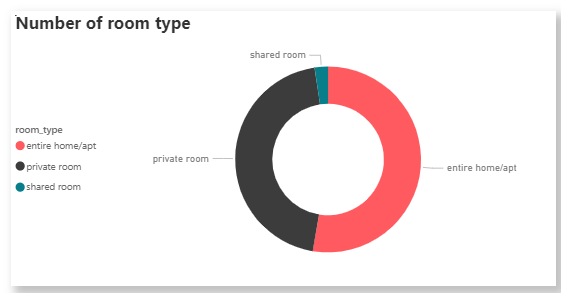 Number of room type
shared room
room_type
entire home/apt
private room
shared room
private room
entire home/apt